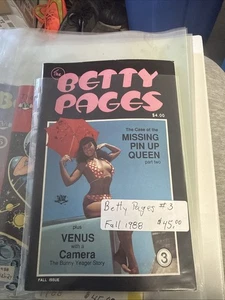 The
BETTY
PAGES
$4.00
The Case of the
MISSING
PIN UP
QUEEN
part two
Betty Pages #3
Fall 1988 $45.00
plus
VENUS
with a
Camera
The Bunny Yeager Story
3
FALL ISSUE